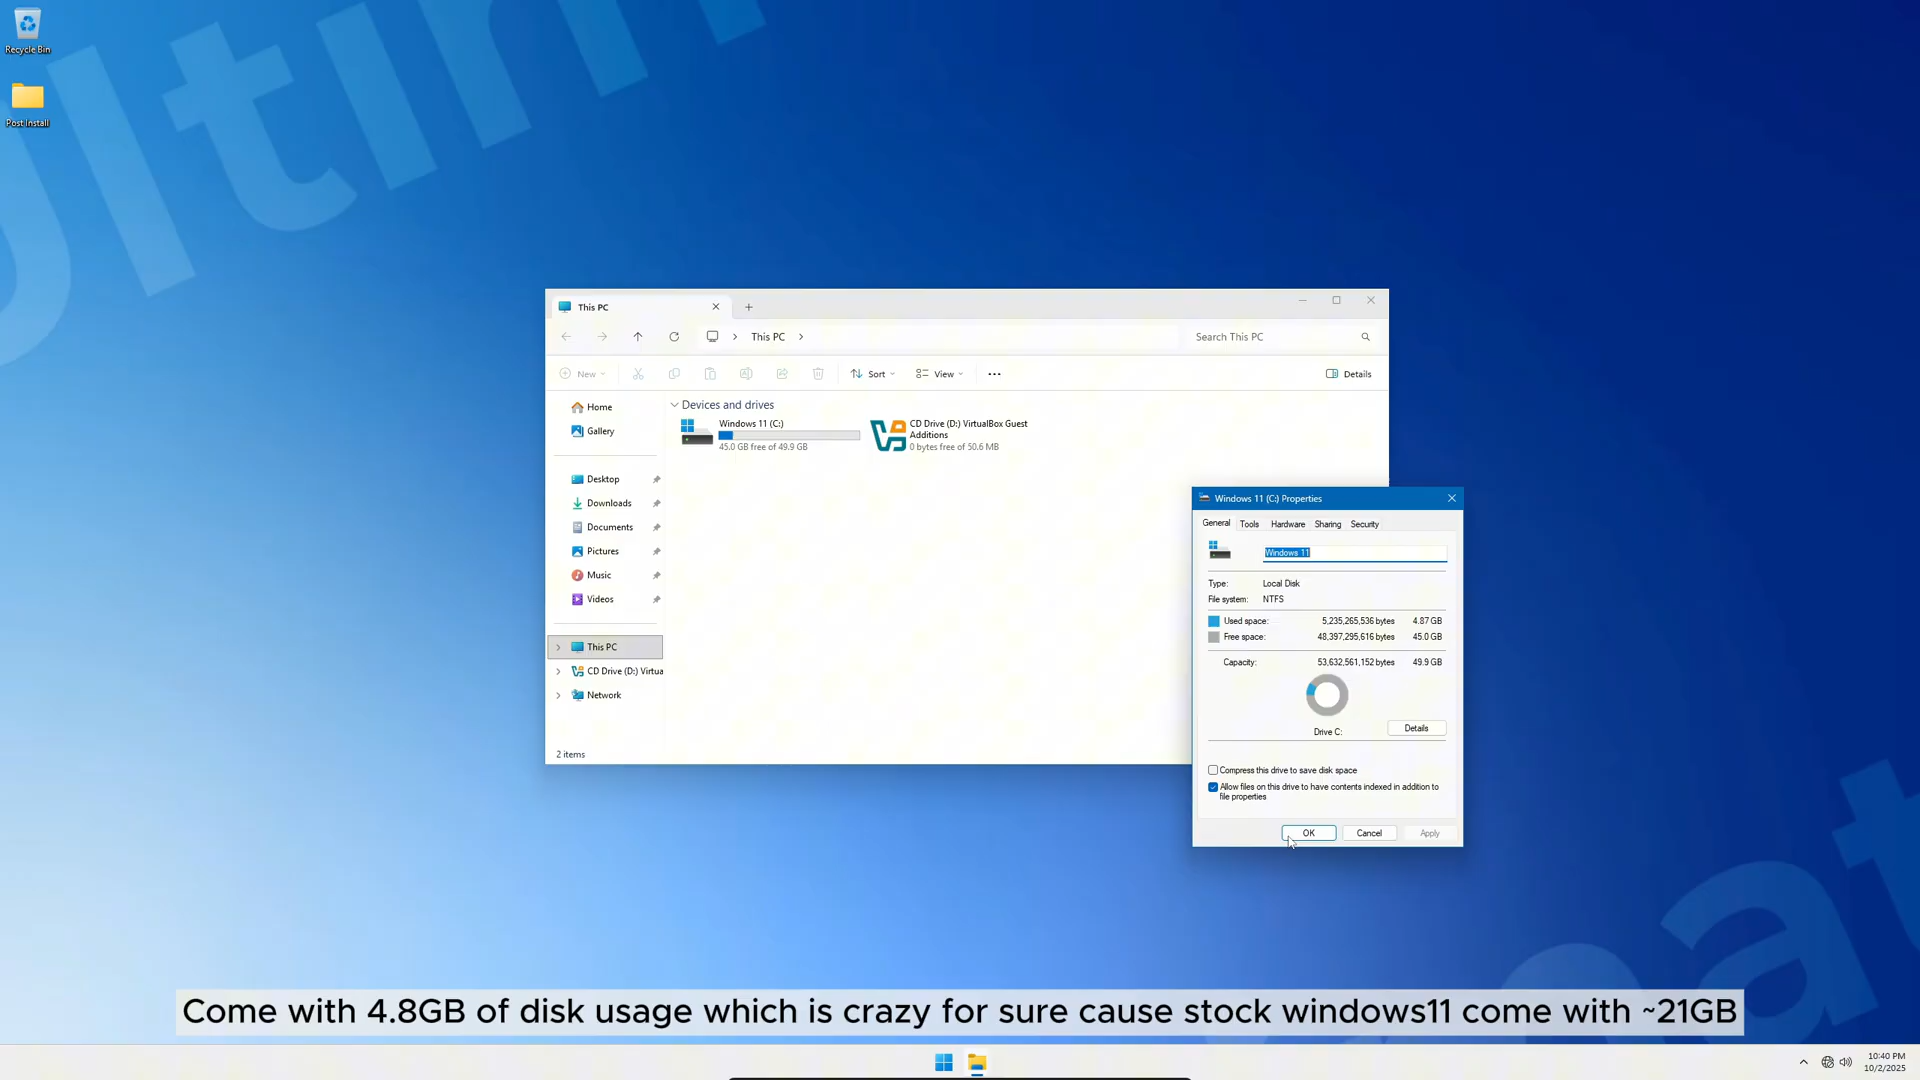 Recycle Bin
Post Install
This PC
This PC
Search This PC
New
Sort
View
Details
Home
Gallery
Desktop
Downloads
Documents
Pictures
Music
Videos
This PC
CD Drive (D:) Virtua
Network
Devices and drives
Windows 11 (C:)
45.0 GB free of 49.9 GB
CD Drive (D:) VirtualBox Guest
Additions
0 bytes free of 50.6 MB
2 items
Windows 11 (C:) Properties
General Tools Hardware Sharing Security
Windows 11
Type: Local Disk
File system: NTFS
Used space: 5,235,265,536 bytes 4.87 GB
Free space: 48,397,295,616 bytes 45.0 GB
Capacity: 53,632,561,152 bytes 49.9 GB
Drive C:
Details
Compress this drive to save disk space
Allow files on this drive to have contents indexed in addition to
file properties
OK Cancel Apply
Come with 4.8GB of disk usage which is crazy for sure cause stock windows11 come with ~21GB
10:40 PM
10/2/2025